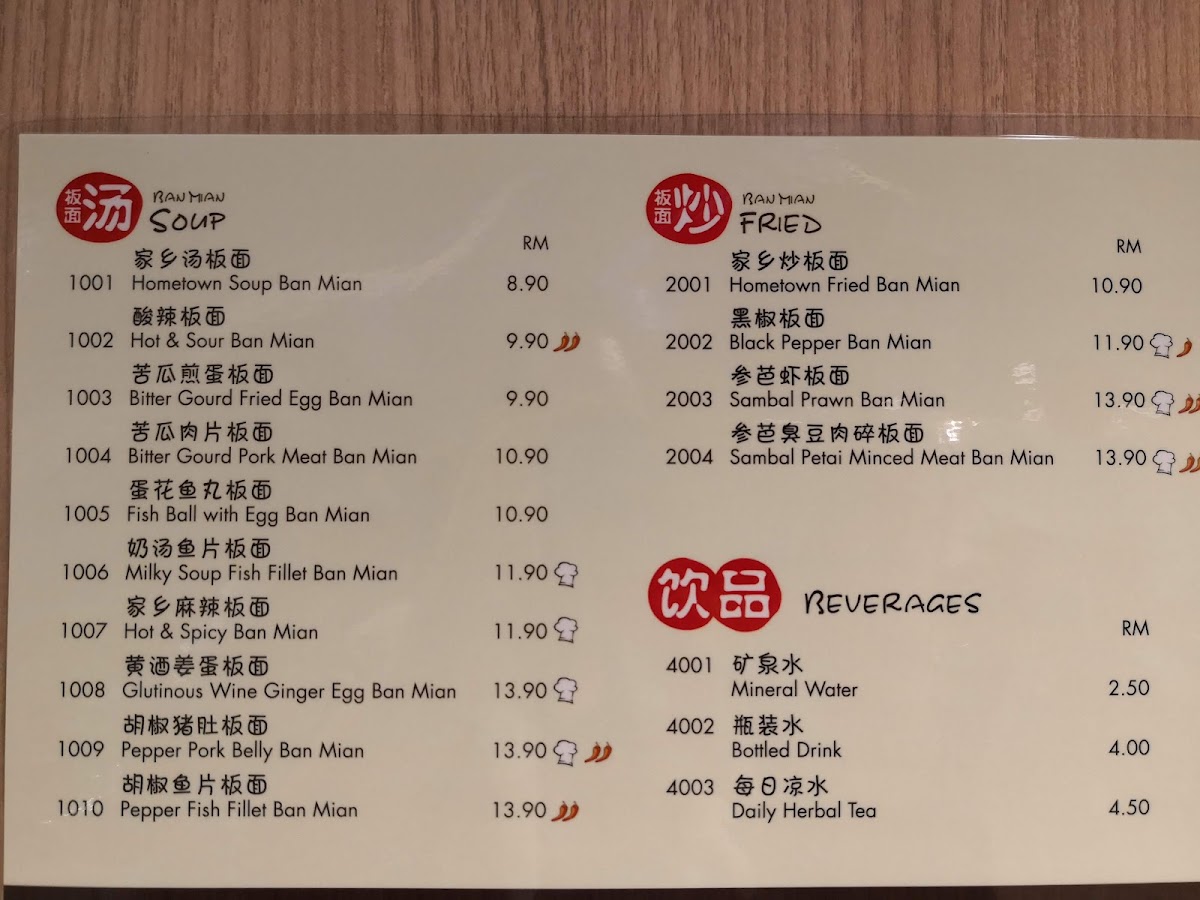 板面
汤
BAN MIAN
SOUP
RM
家乡汤板面
1001 Hometown Soup Ban Mian 8.90
酸辣板面
1002 Hot & Sour Ban Mian 9.90
苦瓜煎蛋板面
1003 Bitter Gourd Fried Egg Ban Mian 9.90
苦瓜肉片板面
1004 Bitter Gourd Pork Meat Ban Mian 10.90
蛋花鱼丸板面
1005 Fish Ball with Egg Ban Mian 10.90
奶汤鱼片板面
1006 Milky Soup Fish Fillet Ban Mian 11.90
家乡麻辣板面
1007 Hot & Spicy Ban Mian 11.90
黄酒姜蛋板面
1008 Glutinous Wine Ginger Egg Ban Mian 13.90
胡椒猪肚板面
1009 Pepper Pork Belly Ban Mian 13.90
胡椒鱼片板面
1010 Pepper Fish Fillet Ban Mian 13.90
板面
炒
BAN MIAN
FRIED
RM
家乡炒板面
2001 Hometown Fried Ban Mian 10.90
黑椒板面
2002 Black Pepper Ban Mian 11.90
参芭虾板面
2003 Sambal Prawn Ban Mian 13.90
参芭臭豆肉碎板面
2004 Sambal Petai Minced Meat Ban Mian 13.90
饮品 BEVERAGES
RM
4001 矿泉水
Mineral Water 2.50
4002 瓶装水
Bottled Drink 4.00
4003 每日凉水
Daily Herbal Tea 4.50